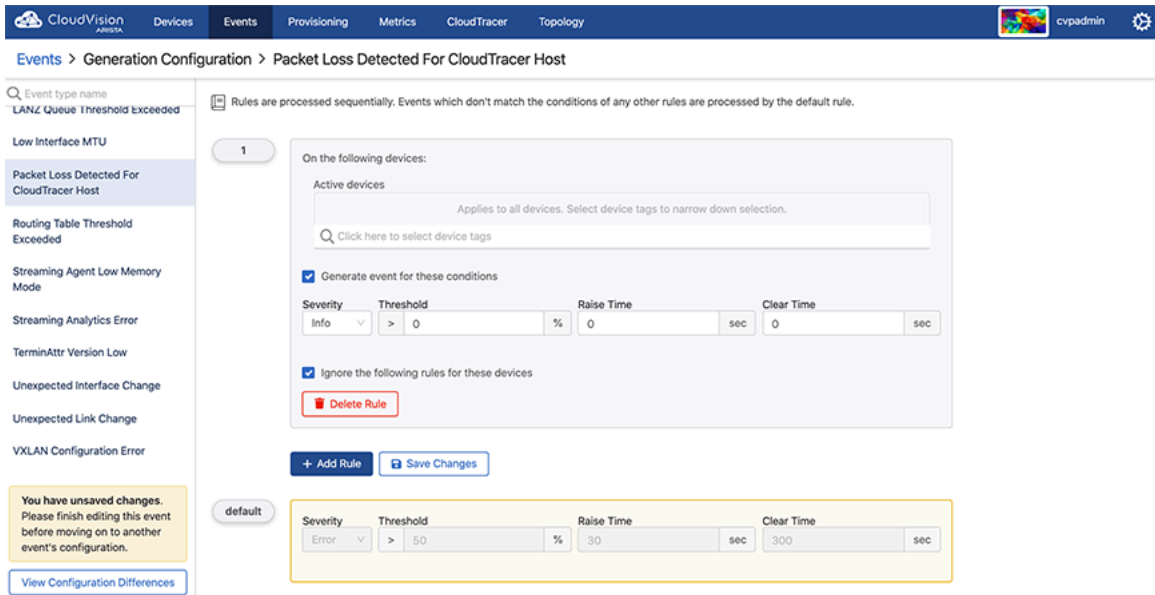 CloudVision
ARISTA
Devices
Events
Provisioning
Metrics
CloudTracer
Topology
cvpadmin
Events > Generation Configuration > Packet Loss Detected For CloudTracer Host
Event type name
LANZ Queue Threshold Exceeded
Low Interface MTU
Packet Loss Detected For
CloudTracer Host
Routing Table Threshold
Exceeded
Streaming Agent Low Memory
Mode
Streaming Analytics Error
TerminAttr Version Low
Unexpected Interface Change
Unexpected Link Change
VXLAN Configuration Error
You have unsaved changes.
Please finish editing this event
before moving on to another
event's configuration.
View Configuration Differences
Rules are processed sequentially. Events which don't match the conditions of any other rules are processed by the default rule.
1
On the following devices:
Active devices
Applies to all devices. Select device tags to narrow down selection.
Click here to select device tags
Generate event for these conditions
Severity Threshold Raise Time Clear Time
Info > 0 % 0 sec 0 sec
Ignore the following rules for these devices
Delete Rule
+ Add Rule
Save Changes
default
Severity Threshold Raise Time Clear Time
Error > 50 % 30 sec 300 sec